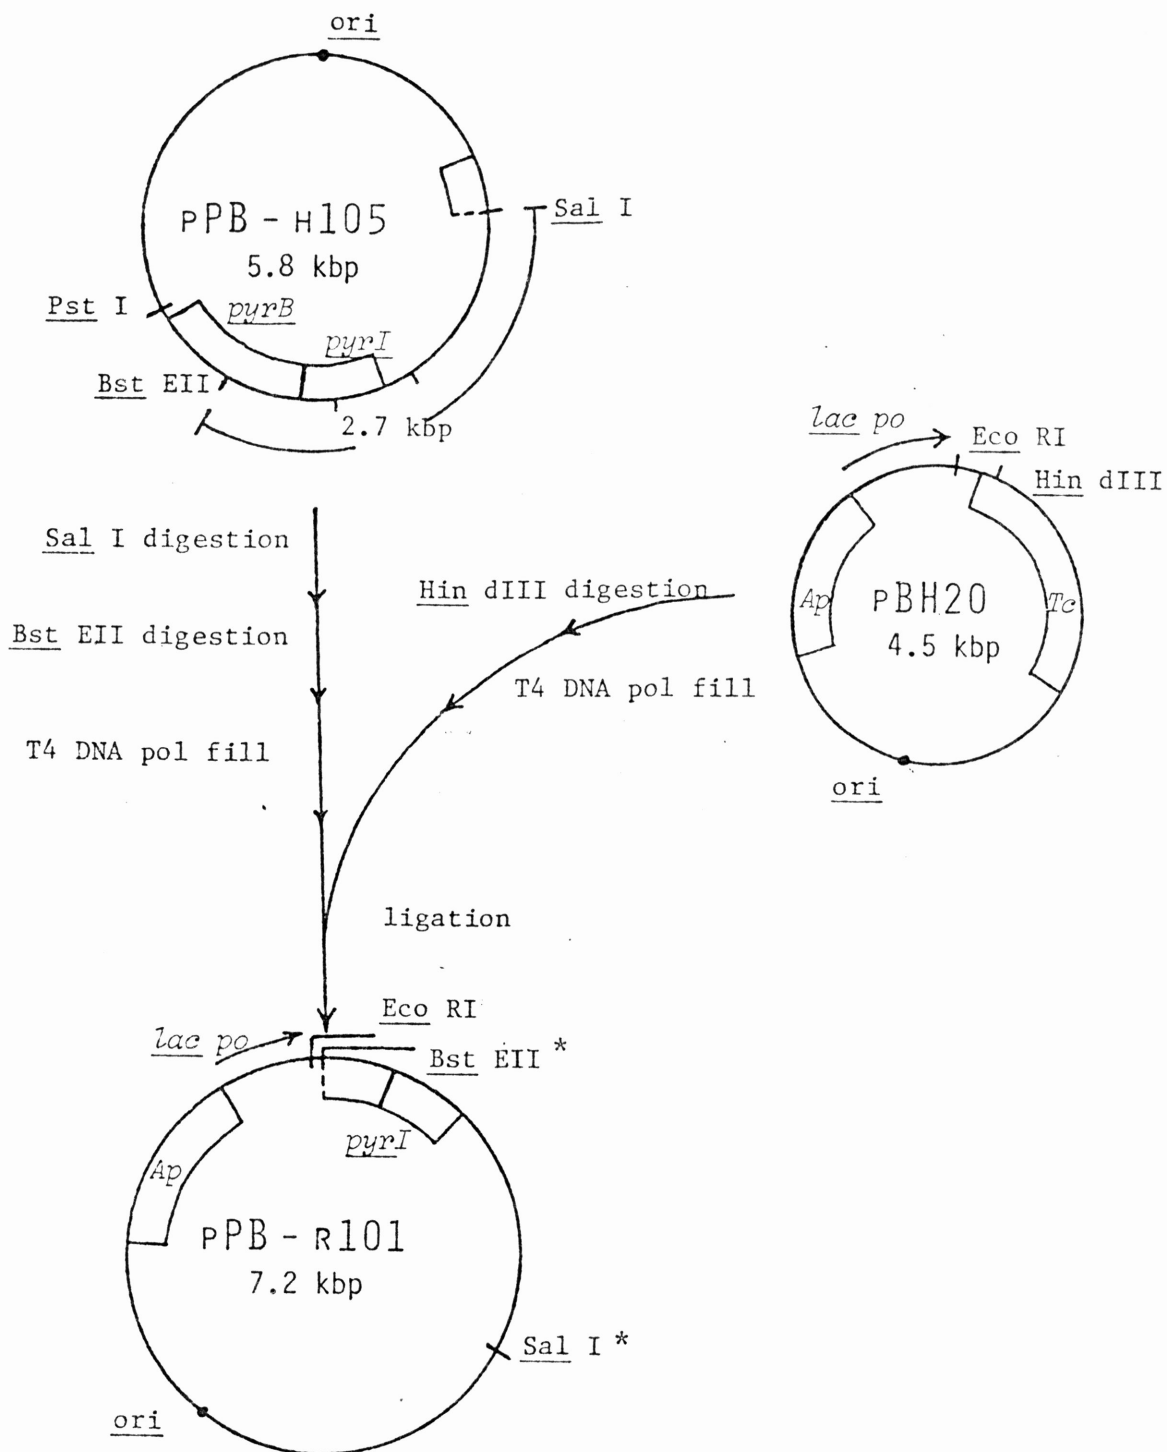 ori
pPB - H105
5.8 kbp
Sal I
Pst I
pyrB
pyrI
Bst EII
2.7 kbp
lac po
Eco RI
Hin dIII
Ap
pBH20
4.5 kbp
Tc
ori
Sal I digestion
Bst EII digestion
T4 DNA pol fill
Hin dIII digestion
T4 DNA pol fill
ligation
lac po
Eco RI
Bst EII *
pyrI
Ap
pPB - R101
7.2 kbp
Sal I *
ori